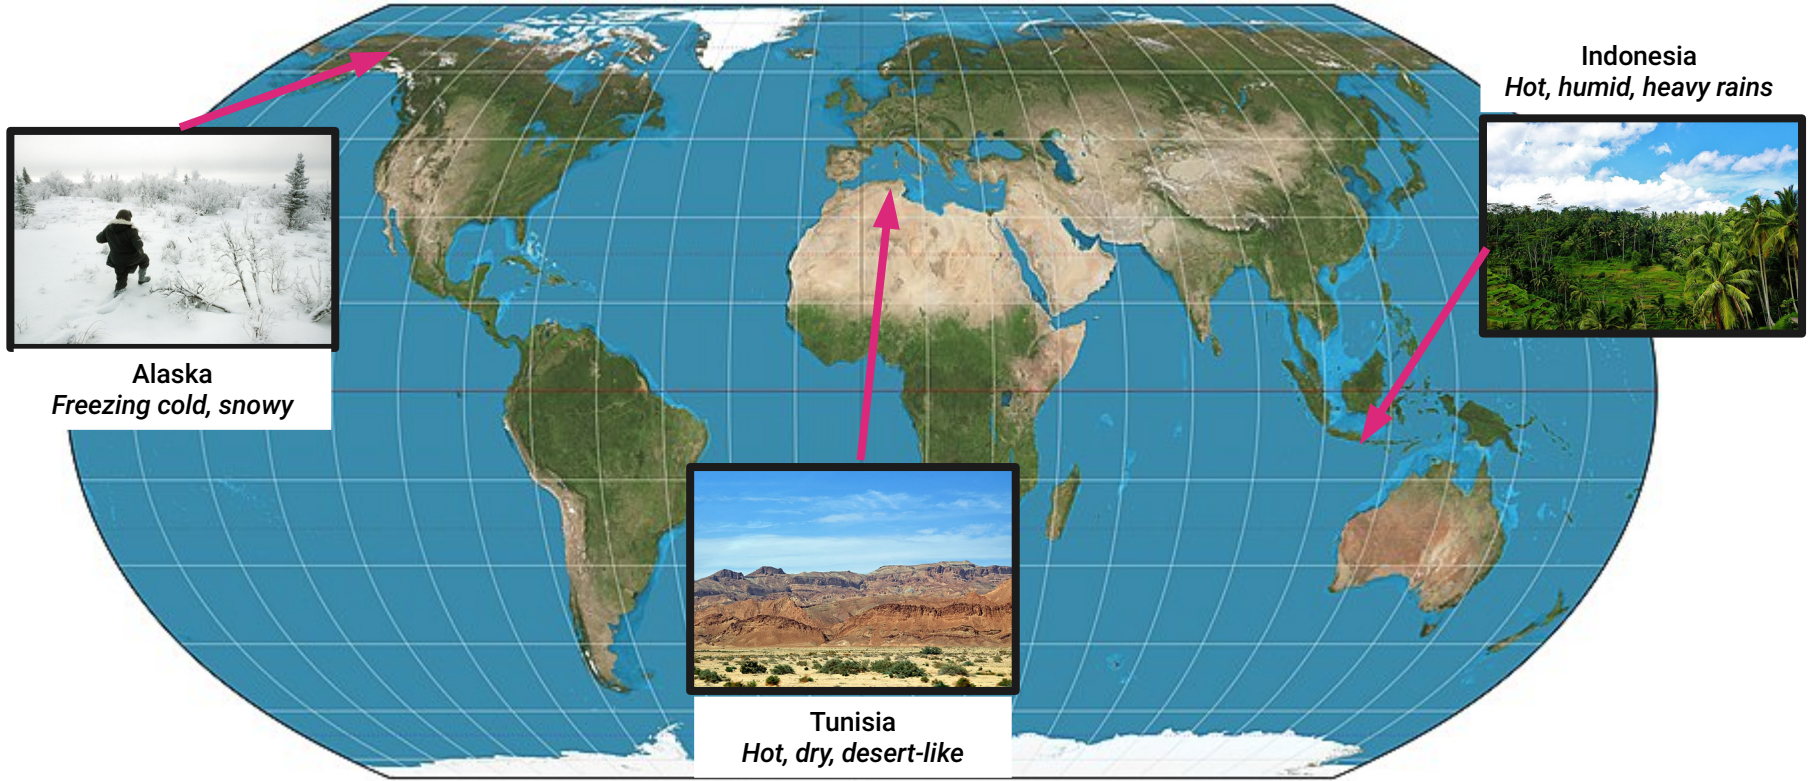 Indonesia
Hot, humid, heavy rains
Alaska
Freezing cold, snowy
Tunisia
Hot, dry, desert-like